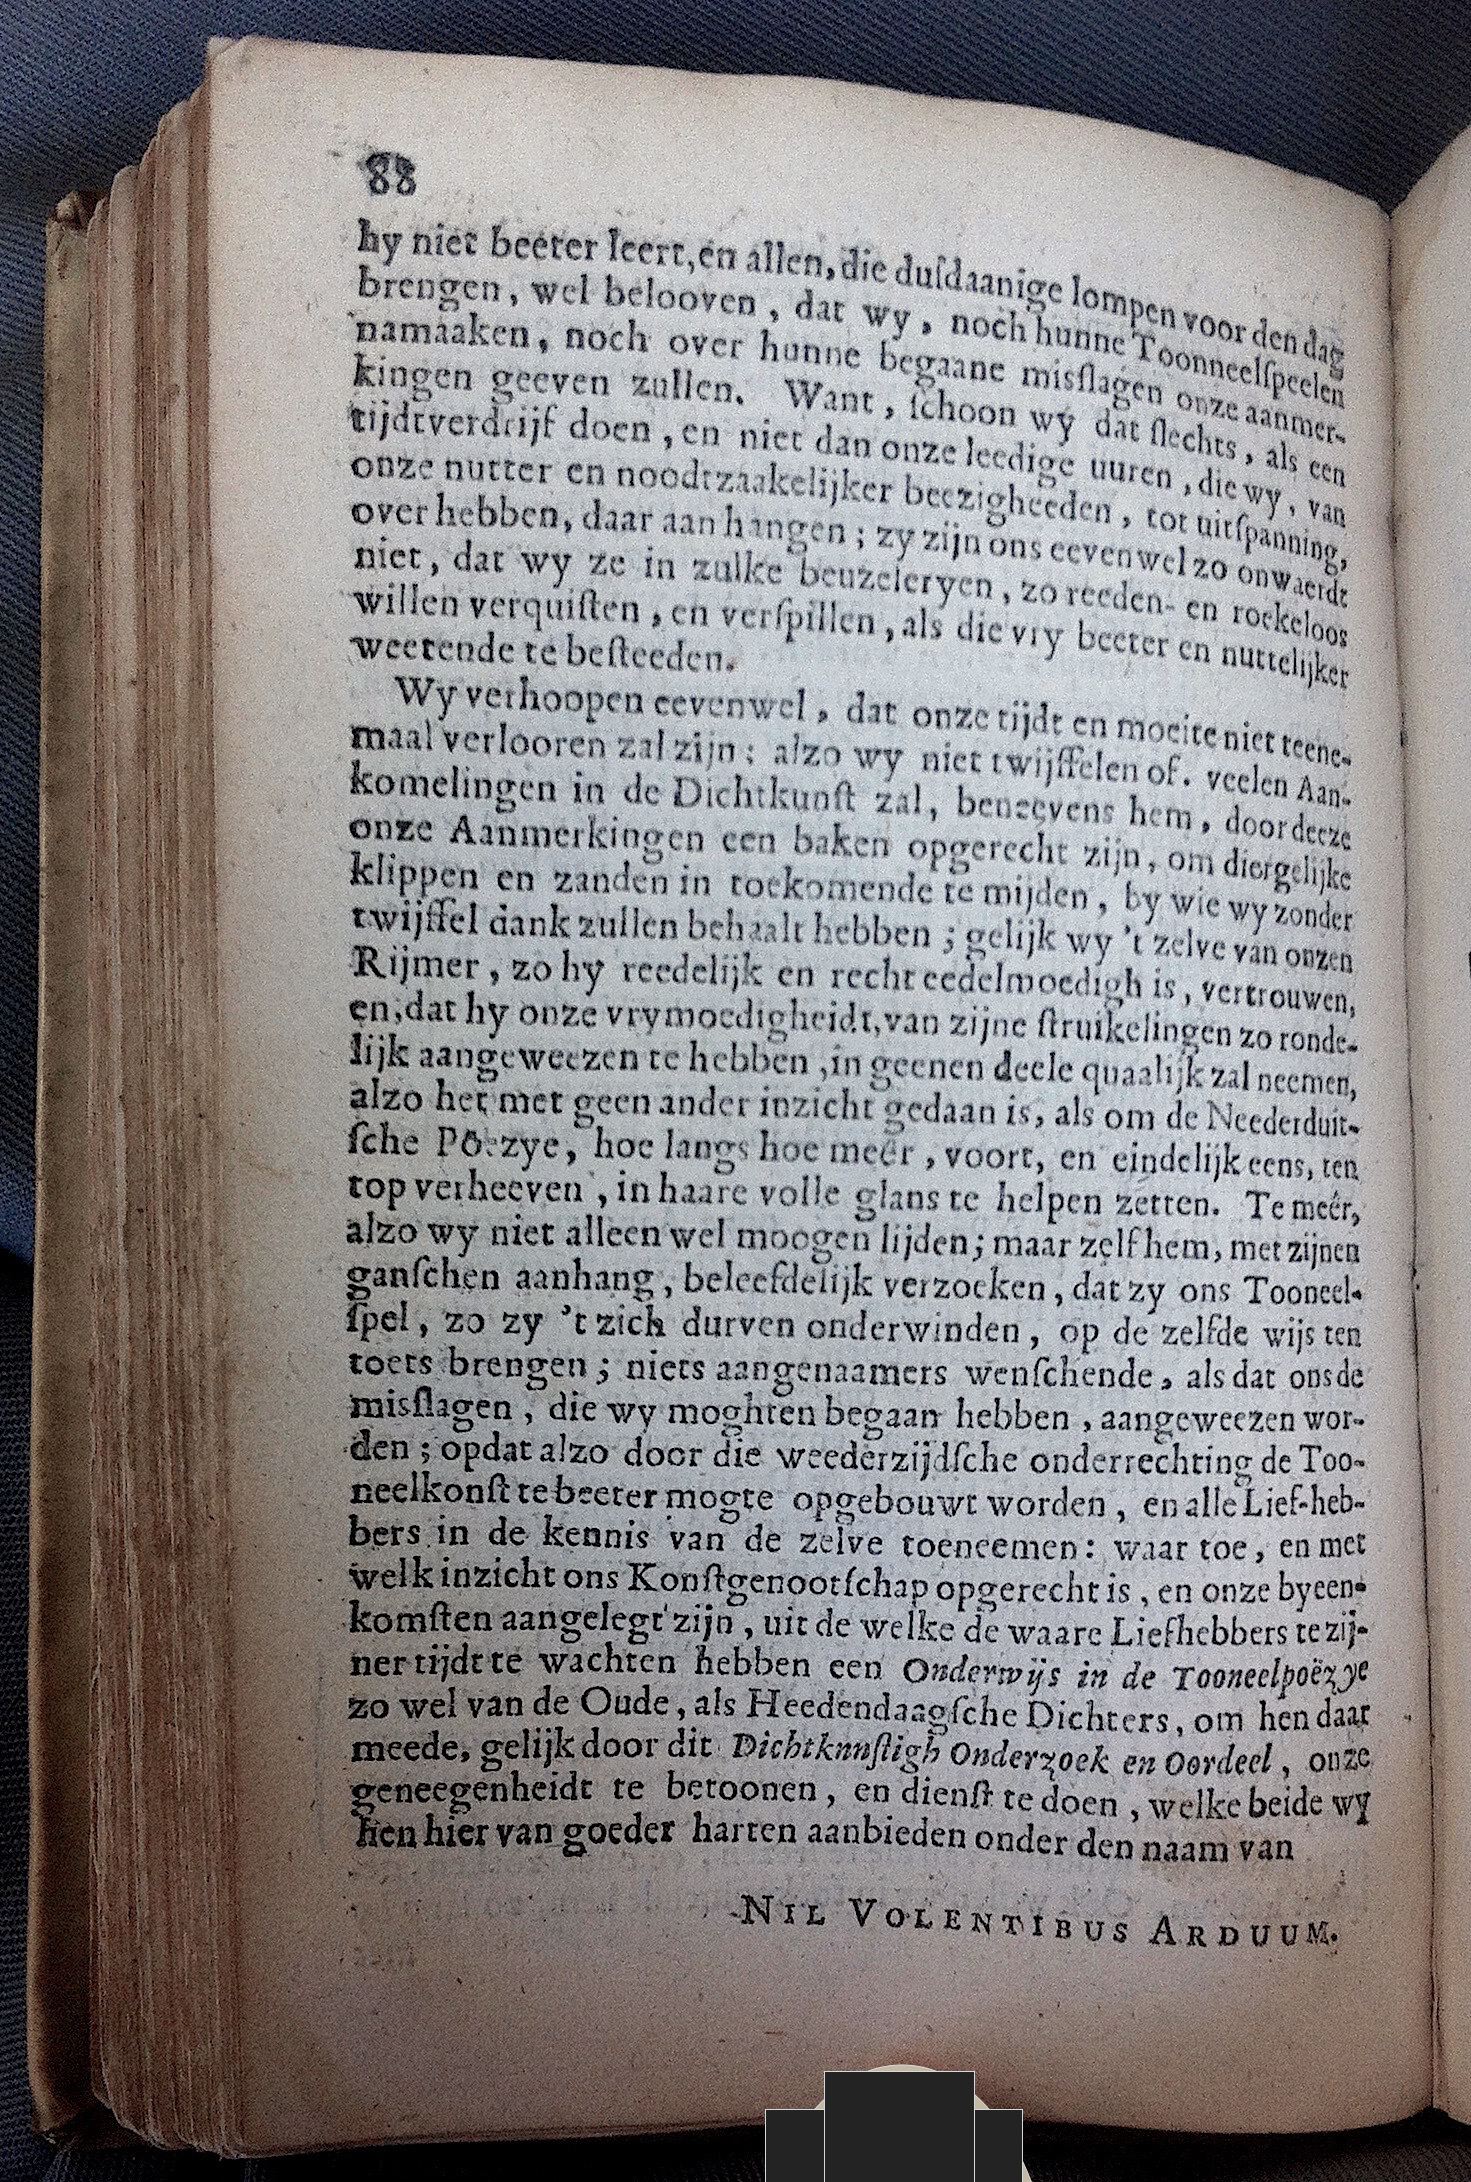 88
hy niet beeter leert, en allen, die duſdaanige lompen voor den dag
brengen, wel belooven, dat wy, noch hunne Toonneelſpeelen
namaaken, noch over hunne begaane misſlagen onze aanmer-
kingen geeven zullen. Want, ſchoon wy dat ſlechts, als een
tijdtverdrijf doen, en niet dan onze leedige uuren, die wy, van
onze nutter en noodtzaakelijker beezigheeden, tot uitſpanning,
over hebben, daar aan hangen; zy zijn ons eevenwel zo onwaerdt
niet, dat wy ze in zulke beuzeleryen, zo reeden- en roekeloos
willen verquiſten, en verſpillen, als die vry beeter en nuttelijker
weetende te beſteeden.
Wy verhoopen eevenwel, dat onze tijdt en moeite niet teene-
maal verlooren zal zijn; alzo wy niet twijffelen of. veelen Aan-
komelingen in de Dichtkunſt zal, beneevens hem, door deeze
onze Aanmerkingen een baken opgerecht zijn, om diergelijke
klippen en zanden in toekomende te mijden, by wie wy zonder
twijffel dank zullen behaalt hebben; gelijk wy 't zelve van onzen
Rijmer, zo hy reedelijk en recht eedelmoedigh is, vertrouwen,
en, dat hy onze vrymoedigheidt, van zijne ſtruikelingen zo ronde-
lijk aangeweezen te hebben, in geenen deele quaalijk zal neemen,
alzo het met geen ander inzicht gedaan is, als om de Neederduit-
ſche Poëzye, hoe langs hoe meêr, voort, en eindelijk eens, ten
top verheeven, in haare volle glans te helpen zetten. Te meêr,
alzo wy niet alleen wel moogen lijden; maar zelf hem, met zijnen
ganſchen aanhang, beleefdelijk verzoeken, dat zy ons Tooneel-
ſpel, zo zy 't zich durven onderwinden, op de zelfde wijs ten
toets brengen; niets aangenaamers wenſchende, als dat ons de
misſlagen, die wy moghten begaan hebben, aangeweezen wor-
den; opdat alzo door die weederzijdſche onderrechting de Too-
neelkonſt te beeter mogte opgebouwt worden, en alle Lief-heb-
bers in de kennis van de zelve toeneemen: waar toe, en met
welk inzicht ons Konſtgenootſchap opgerecht is, en onze byeen-
komſten aangelegt zijn, uit de welke de waare Liefhebbers te zij-
ner tijdt te wachten hebben een Onderwijs in de Tooneelpoëzye
zo wel van de Oude, als Heedendaagſche Dichters, om hen daar
meede, gelijk door dit Dichtkunſtigh Onderzoek en Oordeel, onze
geneegenheidt te betoonen, en dienſt te doen, welke beide wy
hen hier van goeder harten aanbieden onder den naam van
NIL VOLENTIBUS ARDUUM.